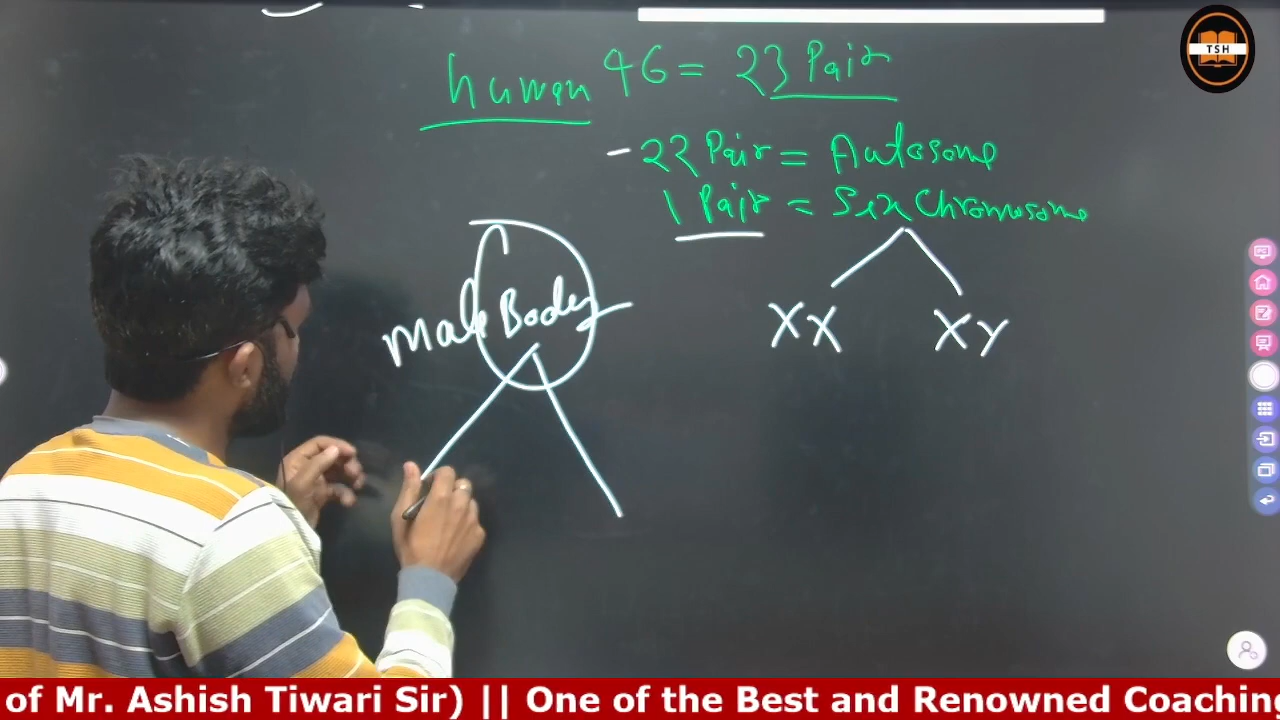 TSH
human 46 = 23 Pair
- 22 Pair = Autosome
1 Pair = Sex Chromosome
XX XY
Male Body
of Mr. Ashish Tiwari Sir) || One of the Best and Renowned Coaching